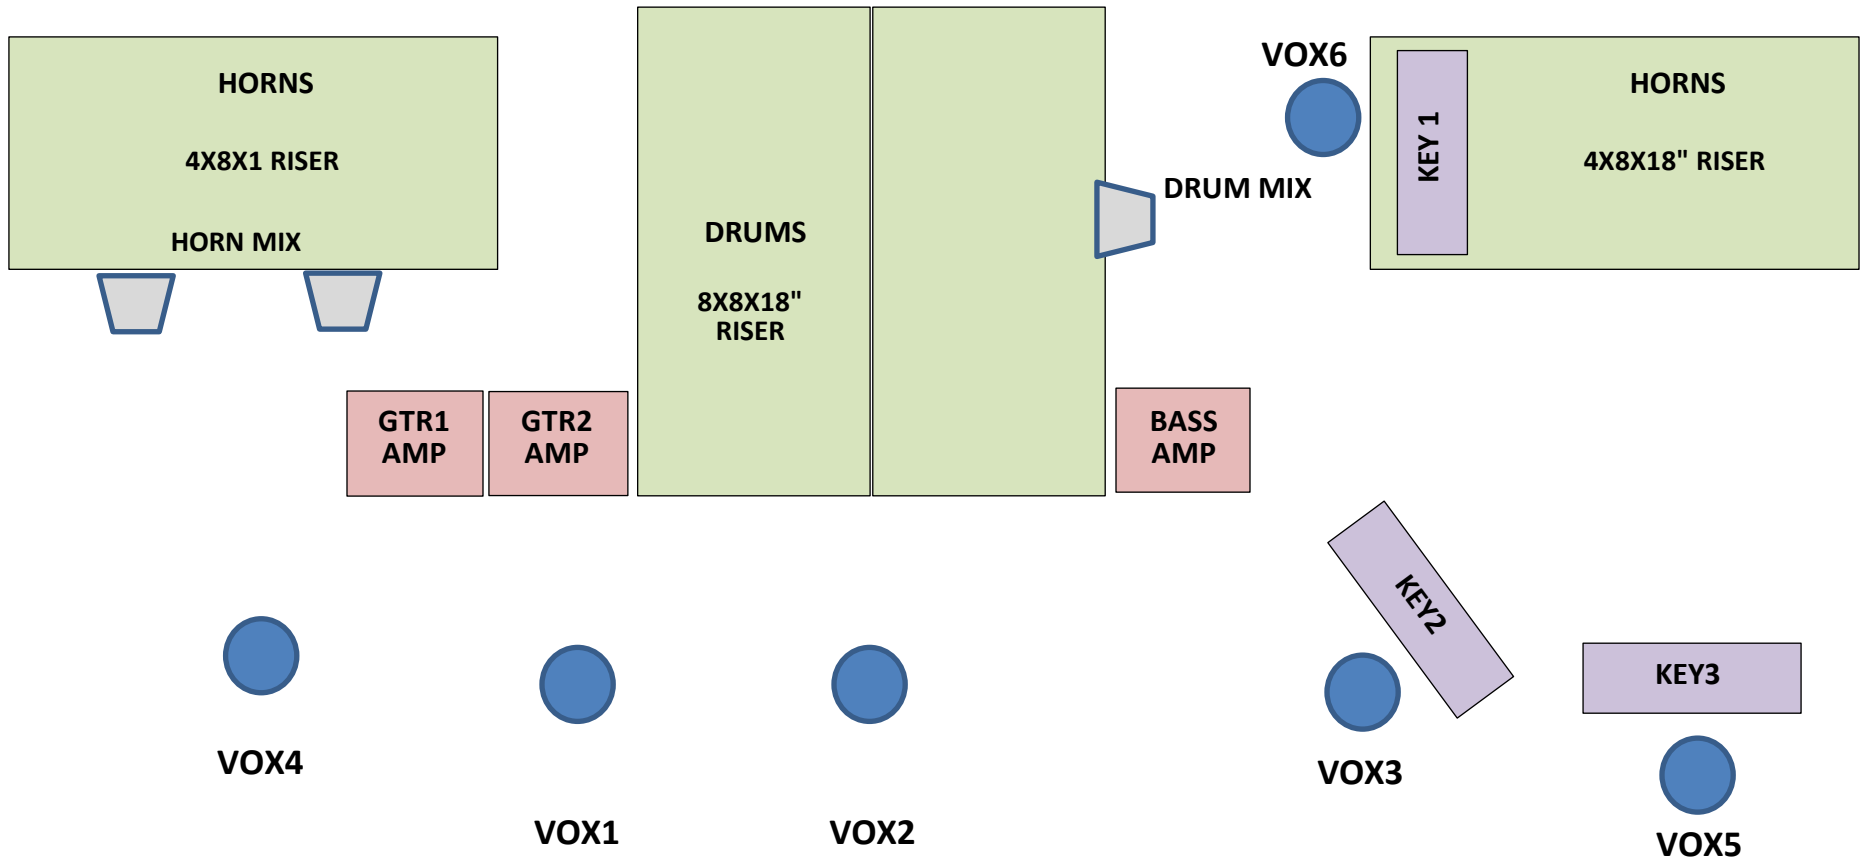 HORNS
4X8X1 RISER
HORN MIX
DRUMS
8X8X18"
RISER
VOX6
DRUM MIX
KEY 1
HORNS
4X8X18" RISER
GTR1
AMP
GTR2
AMP
BASS
AMP
KEY2
KEY3
VOX4
VOX1
VOX2
VOX3
VOX5